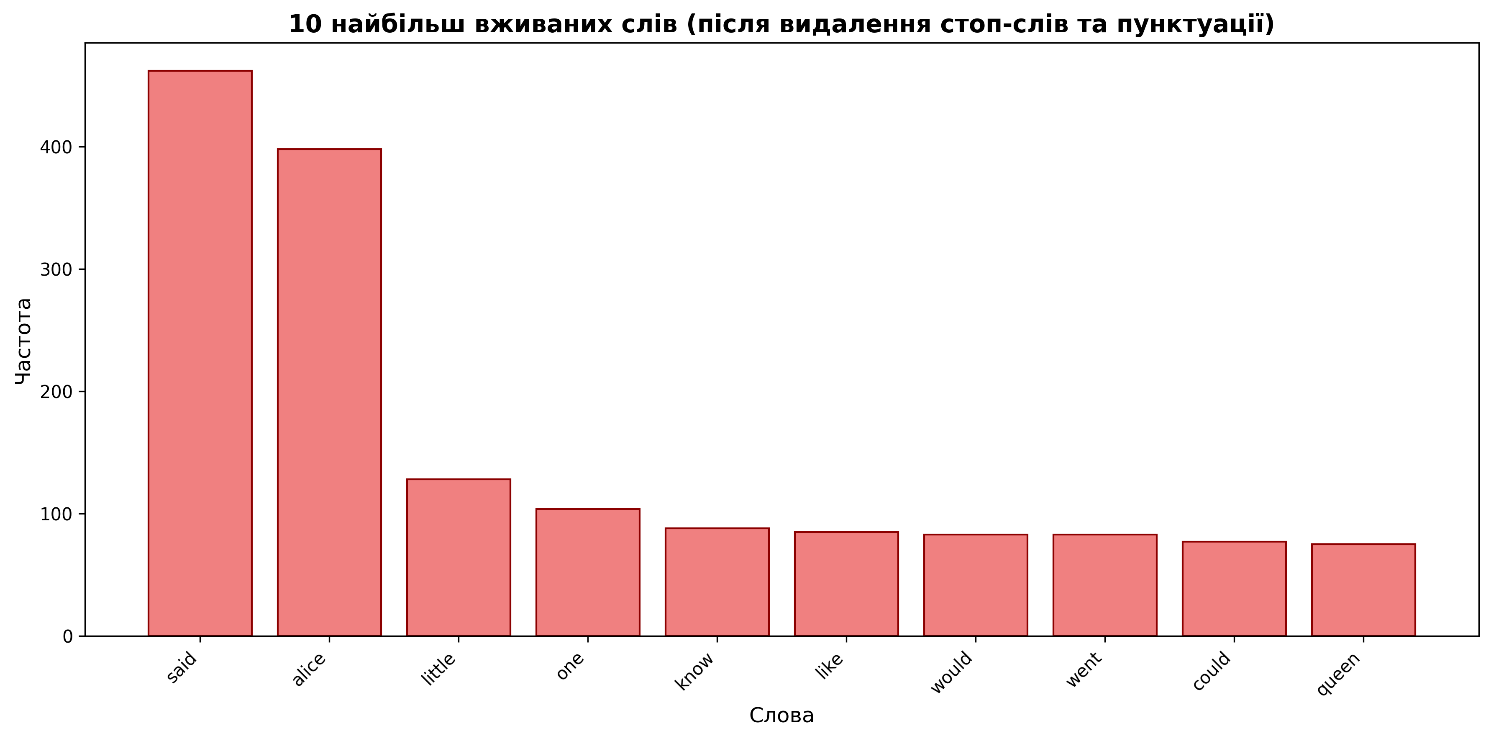 10 найбільш вживаних слів (після видалення стоп-слів та пунктуації)
Частота
400
300
200
100
0
said
alice
little
one
know
like
would
went
could
queen
Слова